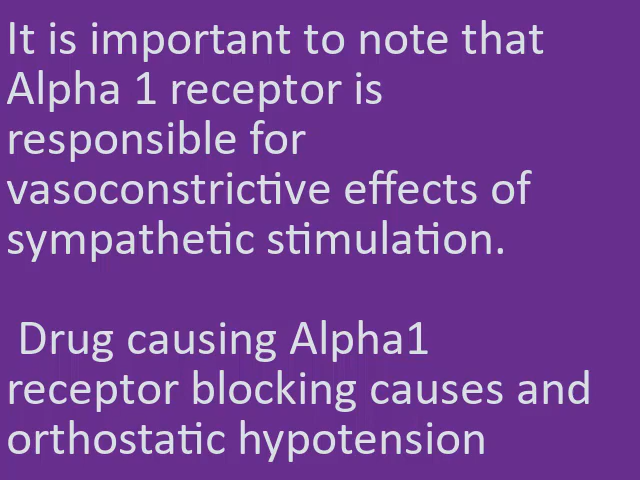 It is important to note that
Alpha 1 receptor is
responsible for
vasoconstrictive effects of
sympathetic stimulation.
Drug causing Alpha1
receptor blocking causes and
orthostatic hypotension